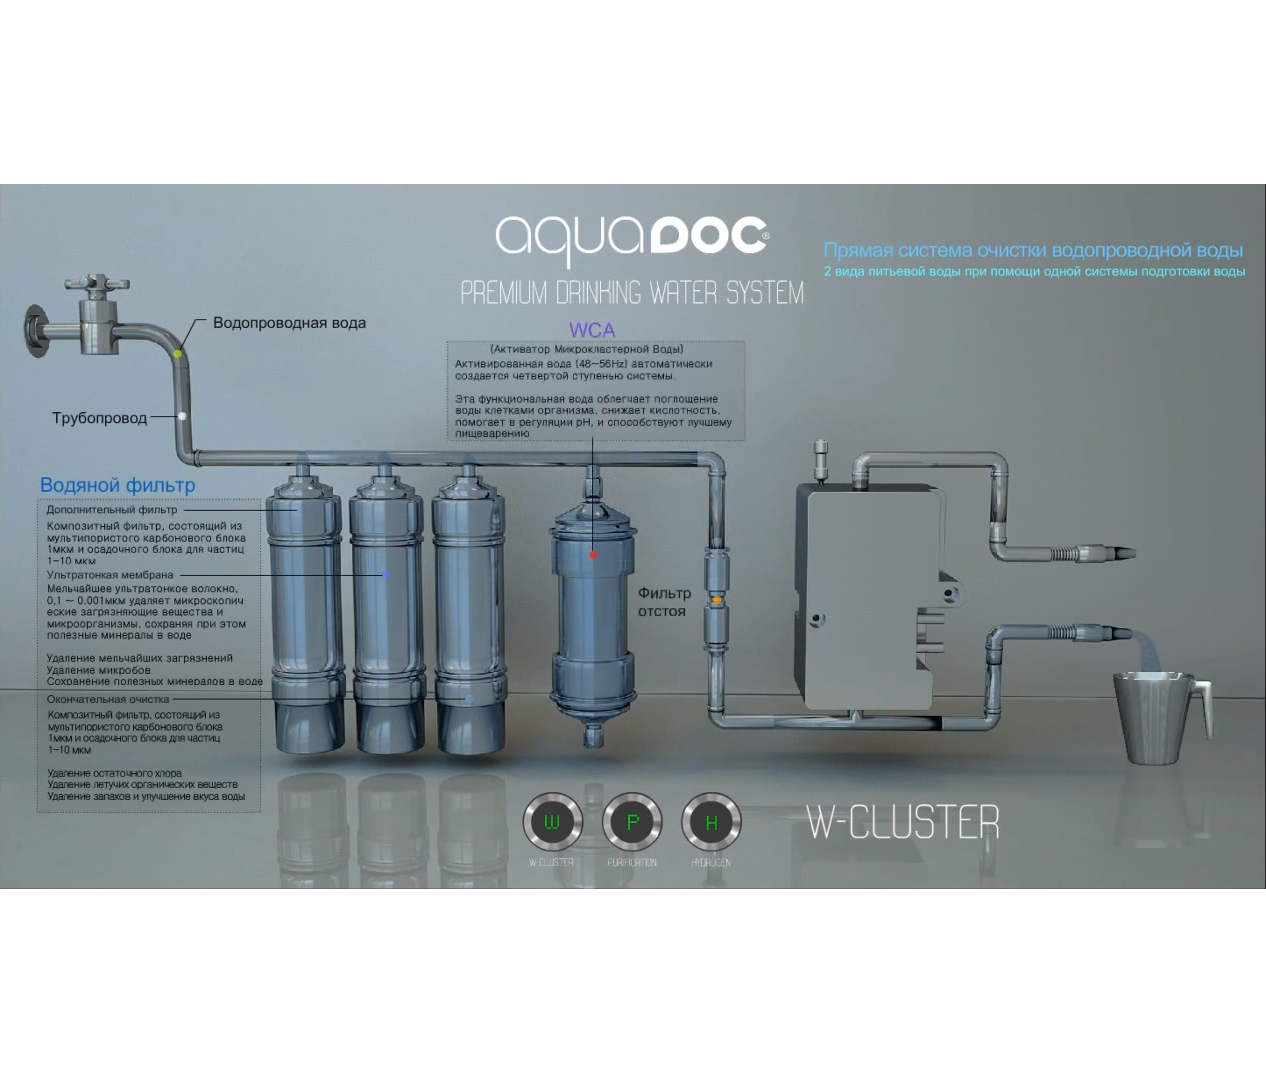 aquaDOC®
PREMIUM DRINKING WATER SYSTEM
Прямая система очистки водопроводной воды
2 вида питьевой воды при помощи одной системы подготовки воды
Водопроводная вода
Трубопровод
WCA
(Активатор Микрокластерной Воды)
Активированная вода (48~56Hz) автоматически
создается четвертой ступенью системы.
Эта функциональная вода облегчает поглощение
воды клетками организма, снижает кислотность,
помогает в регуляции pH, и способствуют лучшему
пищеварению
Водяной фильтр
Дополнительный фильтр
Композитный фильтр, состоящий из
мультипористого карбонового блока
1мкм и осадочного блока для частиц
1-10 мкм
Ультратонкая мембрана
Мельчайшее ультратонкое волокно,
0,1 ~ 0.001мкм удаляет микроскопич
еские загрязняющие вещества и
микроорганизмы, сохраняя при этом
полезные минералы в воде
Удаление мельчайших загрязнений
Удаление микробов
Сохранение полезных минералов в воде
Окончательная очистка
Композитный фильтр, состоящий из
мультипористого карбонового блока
1мкм и осадочного блока для частиц
1-10 мкм
Удаление остаточного хлора
Удаление летучих органических веществ
Удаление запахов и улучшение вкуса воды
Фильтр
отстоя
W P H
W-CLUSTER PURIFICATION HYDROGEN
W-CLUSTER